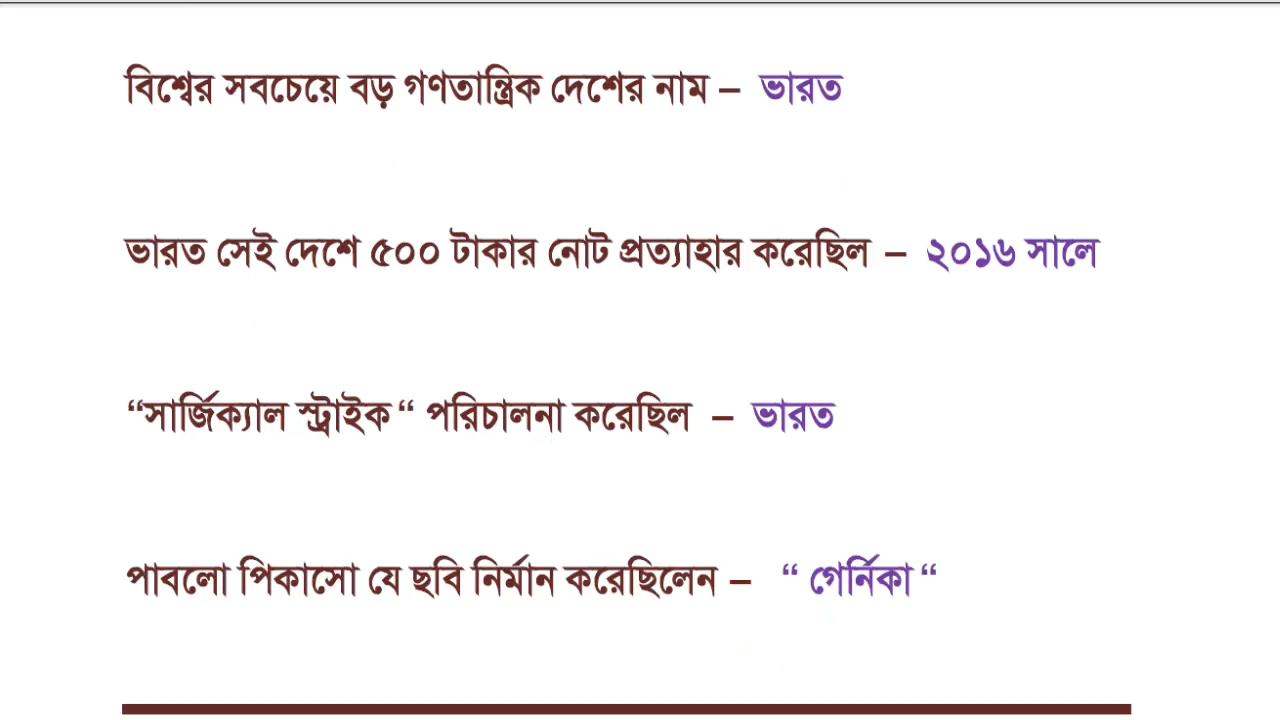 বিশ্বের সবচেয়ে বড় গণতান্ত্রিক দেশের নাম – ভারত
ভারত সেই দেশে ৫০০ টাকার নোট প্রত্যাহার করেছিল – ২০১৬ সালে
“সার্জিক্যাল স্ট্রাইক“ পরিচালনা করেছিল – ভারত
পাবলো পিকাসো যে ছবি নির্মান করেছিলেন – “ গের্নিকা “